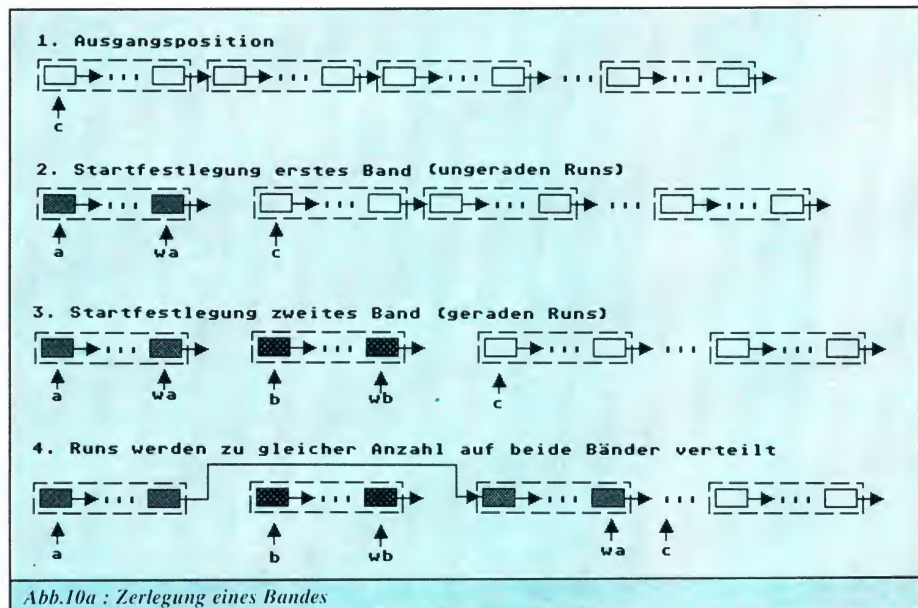 1. Ausgangsposition
c
2. Startfestlegung erstes Band (ungeraden Runs)
a wa c
3. Startfestlegung zweites Band (geraden Runs)
a wa b wb c
4. Runs werden zu gleicher Anzahl auf beide Bänder verteilt
a b wb wa c
Abb.10a : Zerlegung eines Bandes